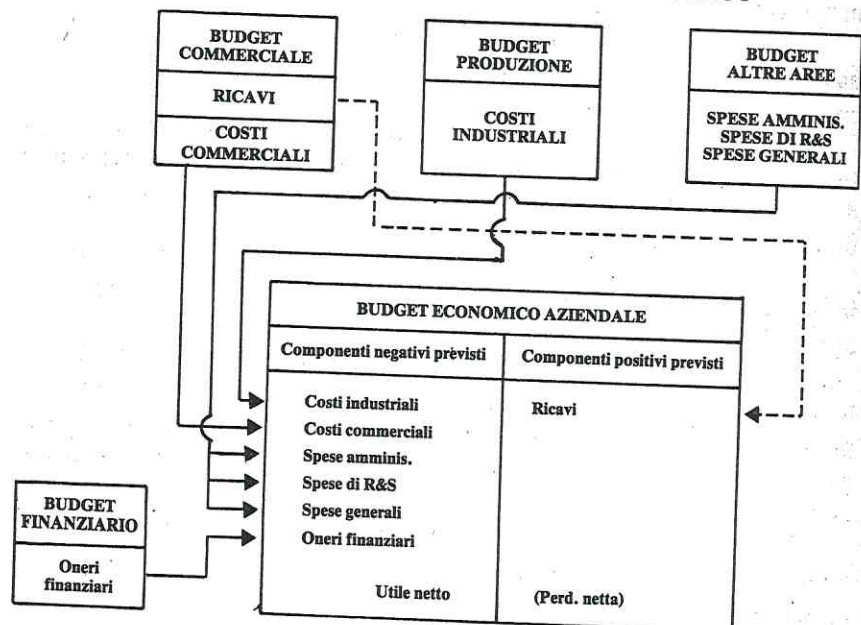 BUDGET
COMMERCIALE
RICAVI
COSTI
COMMERCIALI
BUDGET
PRODUZIONE
COSTI
INDUSTRIALI
BUDGET
ALTRE AREE
SPESE AMMINIS.
SPESE DI R&S
SPESE GENERALI
BUDGET ECONOMICO AZIENDALE
Componenti negativi previsti
Componenti positivi previsti
Costi industriali
Costi commerciali
Spese amminis.
Spese di R&S
Spese generali
Oneri finanziari
Utile netto
Ricavi
(Perd. netta)
BUDGET
FINANZIARIO
Oneri
finanziari